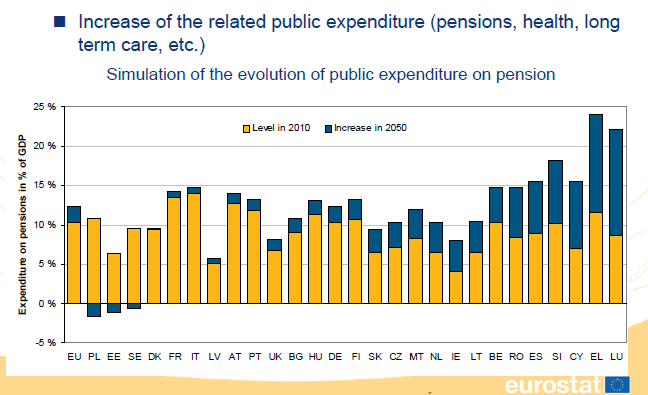 Increase of the related public expenditure (pensions, health, long
term care, etc.)
Simulation of the evolution of public expenditure on pension
Expenditure on pensions in % of GDP
25 %
20 %
15 %
10 %
5 %
0 %
-5 %
Level in 2010
Increase in 2050
EU PL EE SE DK FR IT LV AT PT UK BG HU DE FI SK CZ MT NL IE LT BE RO ES SI CY EL LU
eurostat